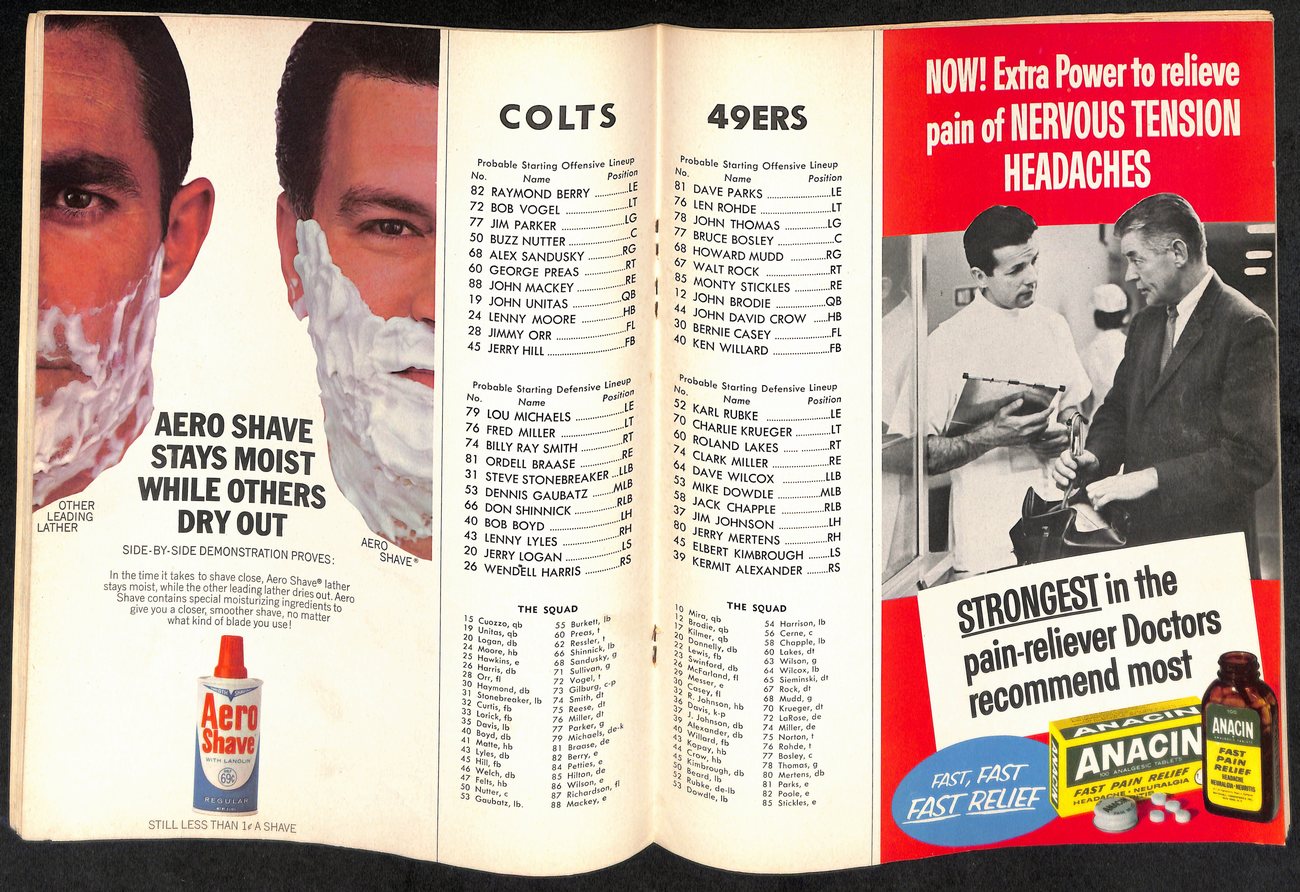 OTHER
LEADING
LATHER
AERO
SHAVE®
AERO SHAVE
STAYS MOIST
WHILE OTHERS
DRY OUT
SIDE-BY-SIDE DEMONSTRATION PROVES:
In the time it takes to shave close, Aero Shave® lather
stays moist, while the other leading lather dries out. Aero
Shave contains special moisturizing ingredients to
give you a closer, smoother shave, no matter
what kind of blade you use!
Aero
Shave
WITH LANOLIN
69¢
REGULAR
STILL LESS THAN 1¢ A SHAVE
COLTS
Probable Starting Offensive Lineup
No. Name Position
82 RAYMOND BERRY ..........LE
72 BOB VOGEL ..........LT
77 JIM PARKER ..........LG
50 BUZZ NUTTER ..........C
68 ALEX SANDUSKY ..........RG
60 GEORGE PREAS ..........RT
88 JOHN MACKEY ..........RE
19 JOHN UNITAS ..........QB
24 LENNY MOORE ..........HB
28 JIMMY ORR ..........FL
45 JERRY HILL ..........FB
Probable Starting Defensive Lineup
No. Name Position
79 LOU MICHAELS ..........LE
76 FRED MILLER ..........LT
74 BILLY RAY SMITH ..........RT
81 ORDELL BRAASE ..........RE
31 STEVE STONEBREAKER ..LLB
53 DENNIS GAUBATZ ......MLB
66 DON SHINNICK ..........RLB
40 BOB BOYD ..........LH
43 LENNY LYLES ..........RH
20 JERRY LOGAN ..........LS
26 WENDELL HARRIS ..........RS
THE SQUAD
15 Cuozzo, qb
19 Unitas, qb
20 Logan, db
24 Moore, hb
25 Hawkins, e
26 Harris, db
28 Orr, fl
30 Haymond, db
31 Stonebreaker, lb
32 Curtis, fb
33 Lorick, fb
35 Davis, lb
40 Boyd, db
41 Matte, hb
43 Lyles, db
45 Hill, fb
46 Welch, db
47 Felts, hb
50 Nutter, c
53 Gaubatz, lb.
55 Burkett, lb
60 Preas, t
62 Ressler, t
66 Shinnick, lb
68 Sandusky, g
71 Sullivan, g
72 Vogel, t
73 Gilburg, c-p
74 Smith, dt
75 Reese, dt
76 Miller, dt
77 Parker, g
79 Michaels, de-k
81 Braase, de
82 Berry, e
84 Petties, e
85 Hilton, de
86 Wilson, e
87 Richardson, fl
88 Mackey, e
49ERS
Probable Starting Offensive Lineup
No. Name Position
81 DAVE PARKS ..........LE
76 LEN ROHDE ..........LT
78 JOHN THOMAS ..........LG
77 BRUCE BOSLEY ..........C
68 HOWARD MUDD ..........RG
67 WALT ROCK ..........RT
85 MONTY STICKLES ..........RE
12 JOHN BRODIE ..........QB
44 JOHN DAVID CROW ....HB
30 BERNIE CASEY ..........FL
40 KEN WILLARD ..........FB
Probable Starting Defensive Lineup
No. Name Position
52 KARL RUBKE ..........LE
70 CHARLIE KRUEGER ......LT
60 ROLAND LAKES ..........RT
74 CLARK MILLER ..........RE
64 DAVE WILCOX ..........LLB
53 MIKE DOWDLE ..........MLB
58 JACK CHAPPLE ..........RLB
37 JIM JOHNSON ..........LH
80 JERRY MERTENS ..........RH
45 ELBERT KIMBROUGH ......LS
39 KERMIT ALEXANDER ......RS
THE SQUAD
10 Mira, qb
12 Brodie, qb
17 Kilmer, qb
20 Donnelly, db
22 Lewis, fb
23 Swinford, db
26 McFarland, fl
29 Messer, e
30 Casey, fl
32 R. Johnson, hb
36 Davis, k-p
37 J. Johnson, db
39 Alexander, db
40 Willard, fb
43 Kopay, hb
44 Crow, hb
45 Kimbrough, db
50 Beard, lb
52 Rubke, de-lb
53 Dowdle, lb
54 Harrison, lb
56 Cerne, c
58 Chapple, lb
60 Lakes, dt
63 Wilson, g
64 Wilcox, lb
65 Sieminski, dt
67 Rock, dt
68 Mudd, g
70 Krueger, dt
72 LaRose, de
74 Miller, de
75 Norton, t
76 Rohde, t
77 Bosley, c
78 Thomas, g
80 Mertens, db
81 Parks, e
82 Poole, e
85 Stickles, e
NOW! Extra Power to relieve
pain of NERVOUS TENSION
HEADACHES
STRONGEST in the
pain-reliever Doctors
recommend most
FAST, FAST
FAST RELIEF
ANACIN
ANACIN
ANACIN
100 ANALGESIC TABLETS
FAST PAIN RELIEF
HEADACHE • NEURALGIA
ANACIN
100
ANACIN
ANALGESIC TABLETS
FAST
PAIN
RELIEF
HEADACHE
NEURALGIA • NEURITIS